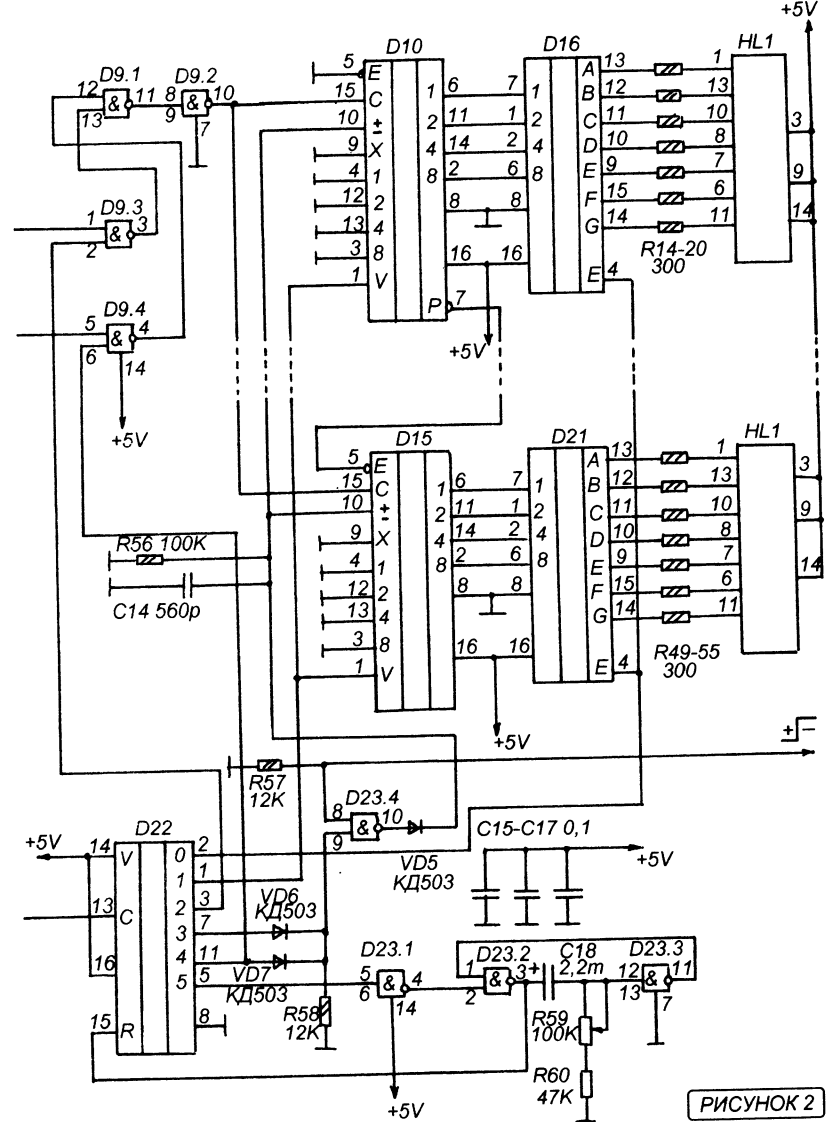 +5V
D10
D16
HL1
D9.1
D9.2
12
13
&
11
8
9
&
10
7
5 E
15 C
10 ±
9 X
4 1
12 2
13 4
3 8
1 V
1 6 7 1
2 11 1 2
4 14 2 4
8 2 6 8
8 8
16 16
P 7
+5V
A 13 1
B 12 13
C 11 10
D 10 8
E 9 7
F 15 6
G 14 11
E 4
3
9
14
R14-20
300
D9.3
1
2
&
3
D9.4
5
6
&
4
14
+5V
D15
D21
HL1
5 E
15 C
10 ±
9 X
4 1
12 2
13 4
3 8
1 V
1 6 7 1
2 11 1 2
4 14 2 4
8 2 6 8
8 8
16 16
+5V
A 13 1
B 12 13
C 11 10
D 10 8
E 9 7
F 15 6
G 14 11
E 4
3
9
14
R49-55
300
R56 100K
C14 560p
+ -
R57
12K
D23.4
8
9
&
10
VD5
КД503
C15-C17 0,1
+5V
D22
+5V
14 V
13 C
16
15 R
0 2
1 1
2 3
3 7
4 11
5 5
8
VD6
КД503
VD7
КД503
R58
12K
D23.1
5
6
&
4
14
+5V
D23.2
1
2
&
3
+
C18
2,2m
D23.3
12
13
&
11
7
R59
100K
R60
47K
РИСУНОК 2